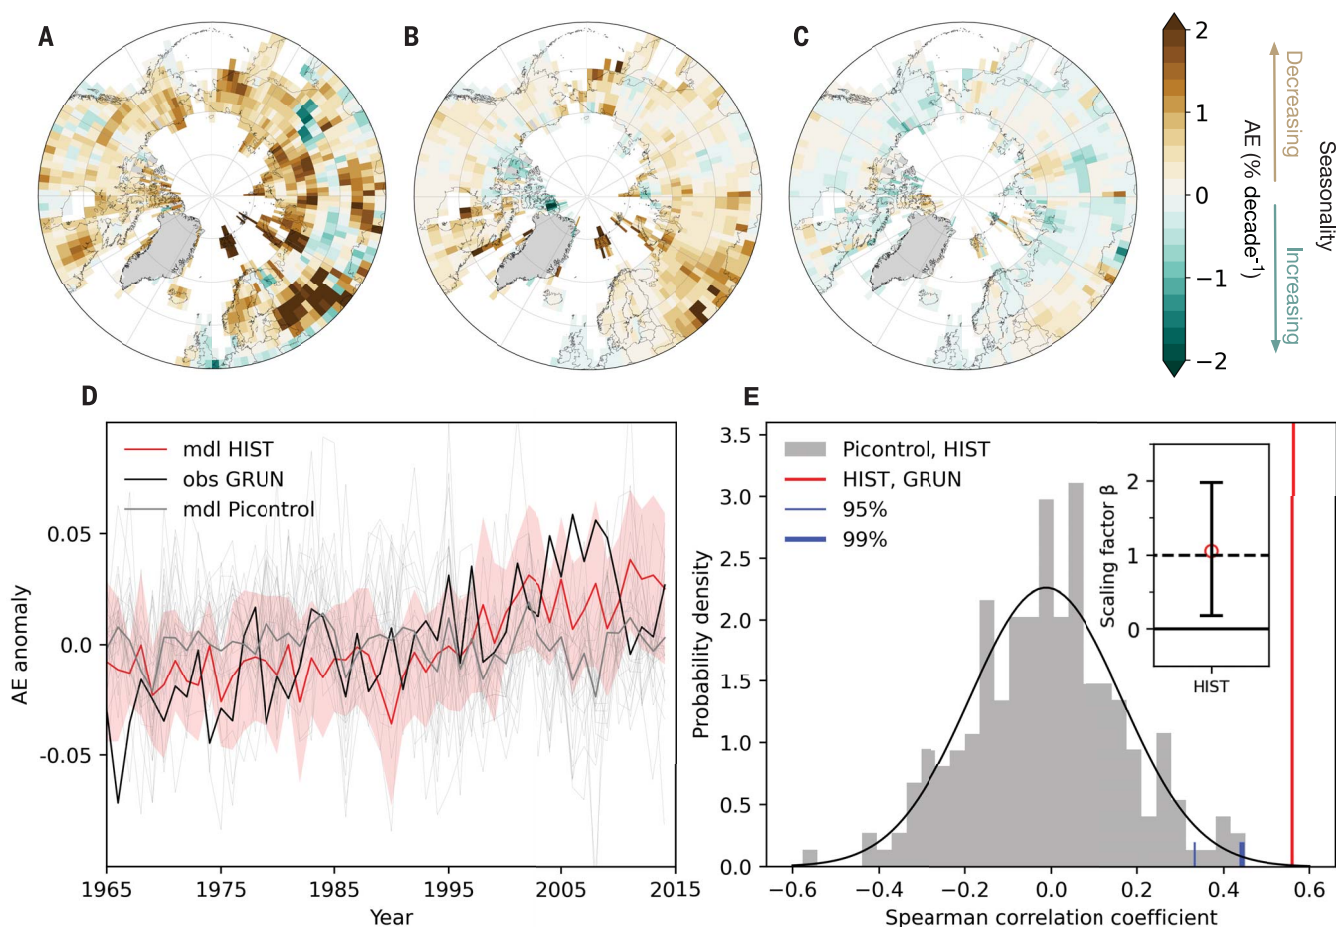 A
B
C
2
1
0
−1
−2
AE (% decade-1)
Decreasing
Increasing
Seasonality
D
mdl HIST
obs GRUN
mdl Picontrol
0.05
0.0
-0.05
AE anomaly
1965
1975
1985
1995
2005
2015
Year
E
Picontrol, HIST
HIST, GRUN
95%
99%
3.5
3.0
2.5
2.0
1.5
1.0
0.5
0.0
Probability density
−0.6
−0.4
−0.2
0.0
0.2
0.4
0.6
Spearman correlation coefficient
2
1
0
Scaling factor β
HIST